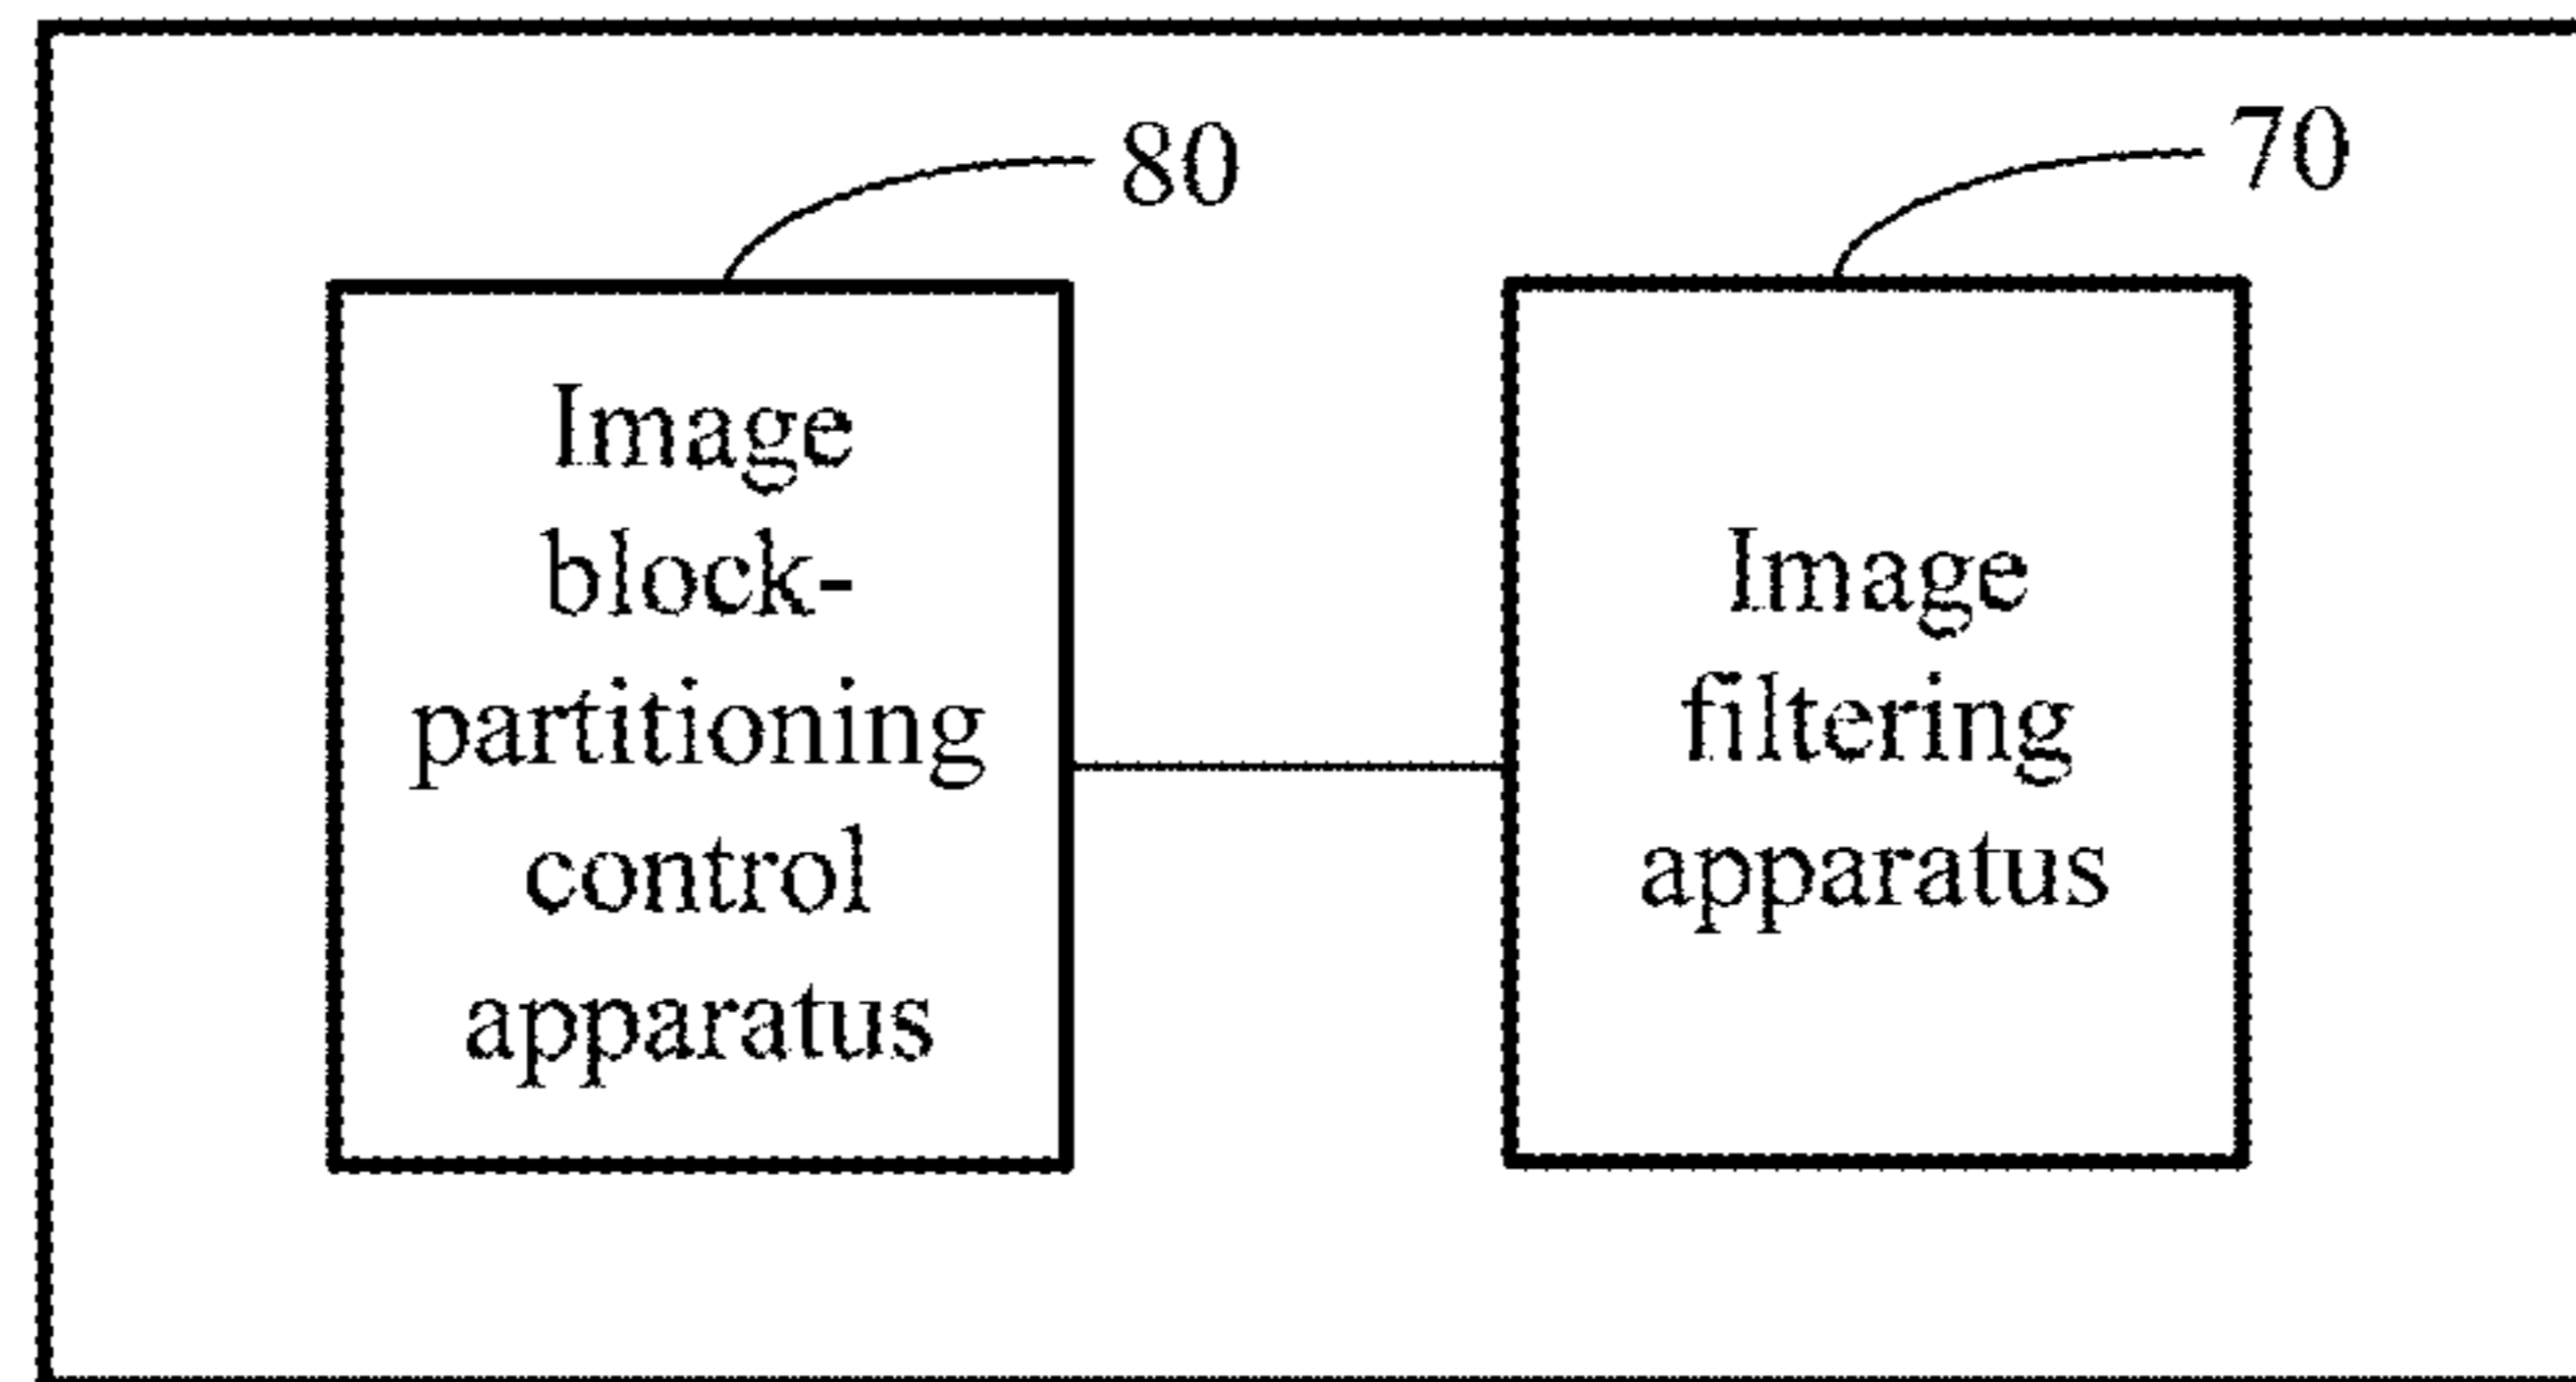 80
70
Image
block-
partitioning
control
apparatus
Image
filtering
apparatus